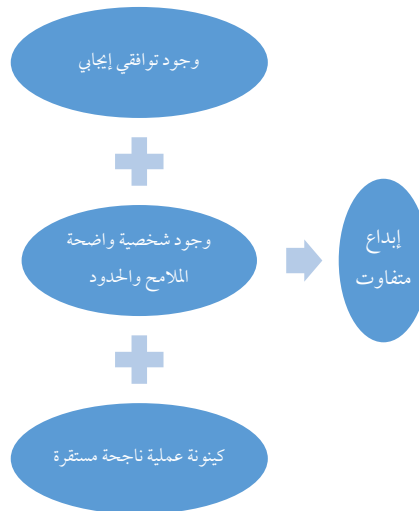 وجود توافقي إيجابي
وجود شخصية واضحة
الملامح والحدود
إبداع
متفاوت
كينونة عملية ناجحة مستقرة